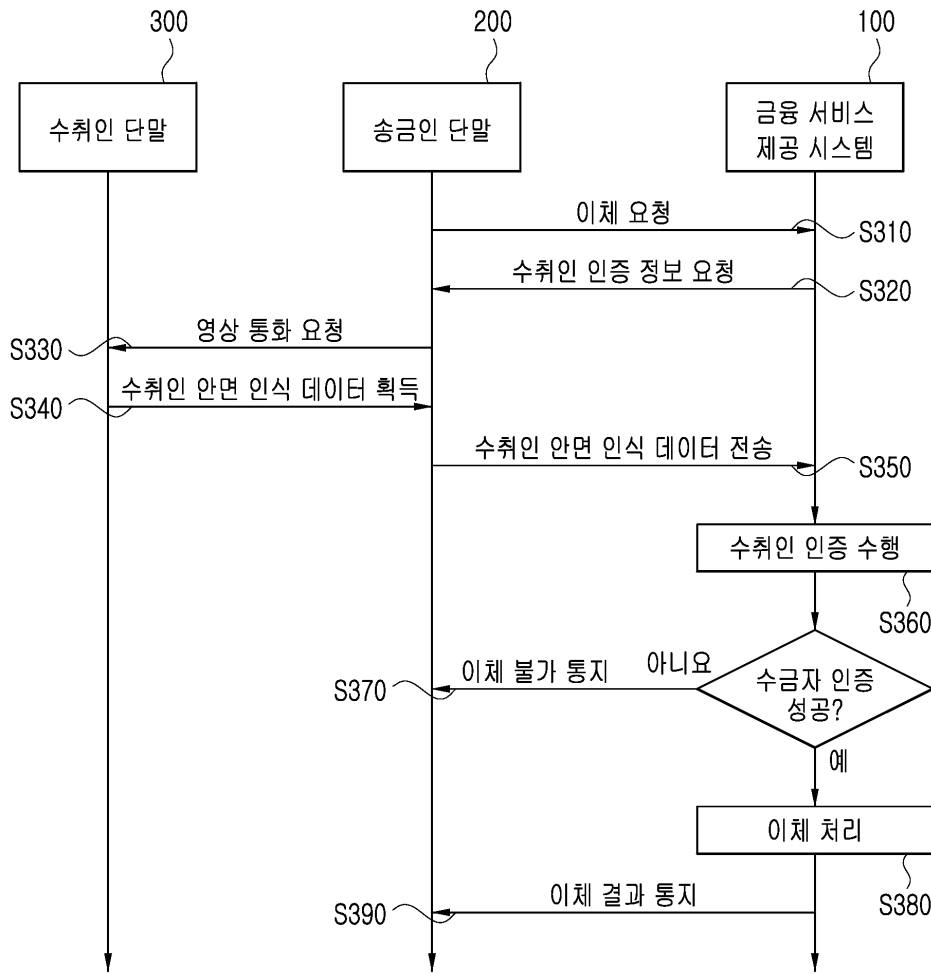 300
200
100
수취인 단말
송금인 단말
금융 서비스
제공 시스템
이체 요청
S310
수취인 인증 정보 요청
S320
영상 통화 요청
S330
수취인 안면 인식 데이터 획득
S340
수취인 안면 인식 데이터 전송
S350
수취인 인증 수행
S360
아니요
이체 불가 통지
S370
수금자 인증
성공?
예
이체 처리
S380
이체 결과 통지
S390